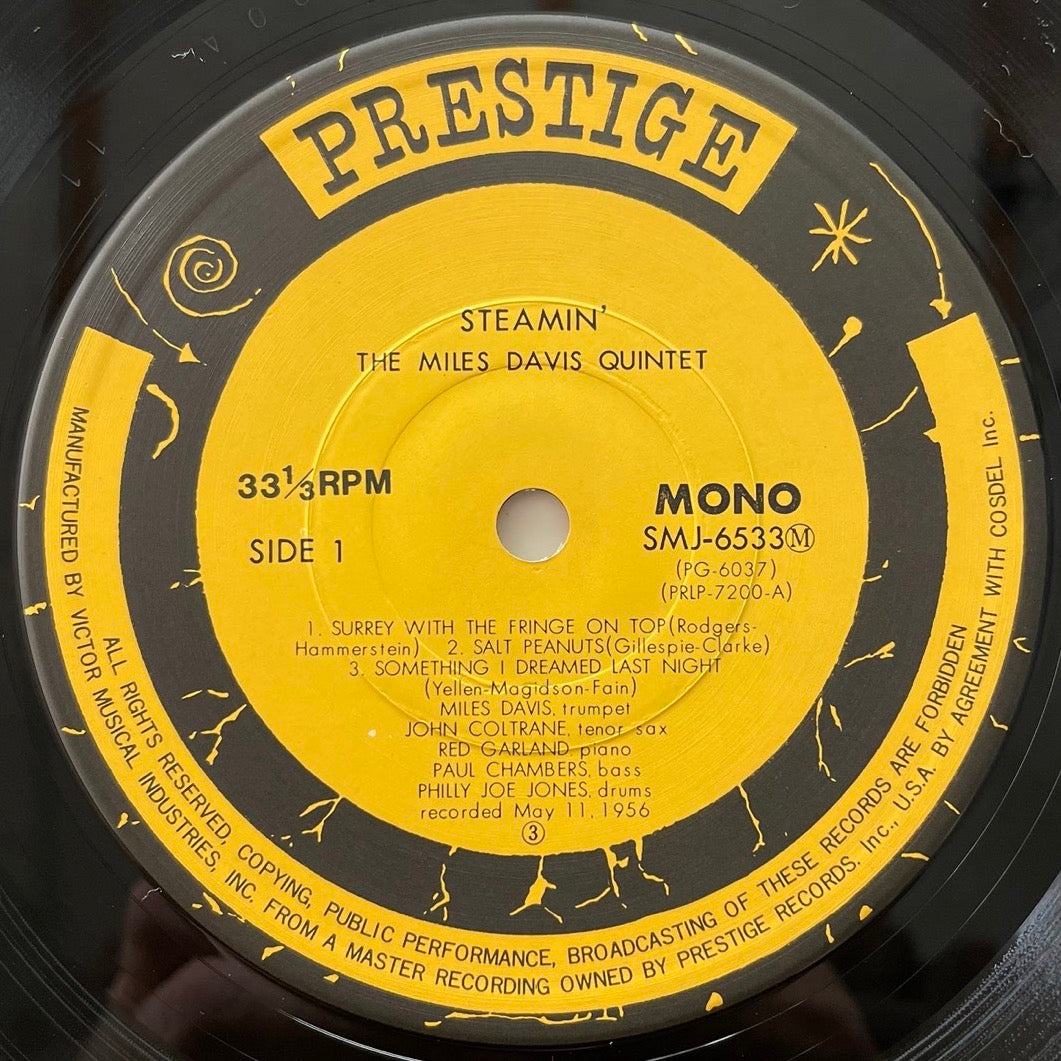 PRESTIGE
STEAMIN'
THE MILES DAVIS QUINTET
33⅓RPM
SIDE 1
MONO
SMJ-6533Ⓜ
(PG-6037)
(PRLP-7200-A)
1. SURREY WITH THE FRINGE ON TOP(Rodgers-
Hammerstein) 2. SALT PEANUTS(Gillespie-Clarke)
3. SOMETHING I DREAMED LAST NIGHT
(Yellen-Magidson-Fain)
MILES DAVIS, trumpet
JOHN COLTRANE, tenor sax
RED GARLAND, piano
PAUL CHAMBERS, bass
PHILLY JOE JONES, drums
recorded May 11, 1956
③
ALL RIGHTS RESERVED, COPYING, PUBLIC PERFORMANCE, BROADCASTING OF THESE RECORDS ARE FORBIDDEN
MANUFACTURED BY VICTOR MUSICAL INDUSTRIES, INC. FROM A MASTER RECORDING OWNED BY PRESTIGE RECORDS. Inc., U.S.A. BY AGREEMENT WITH COSDEL Inc.